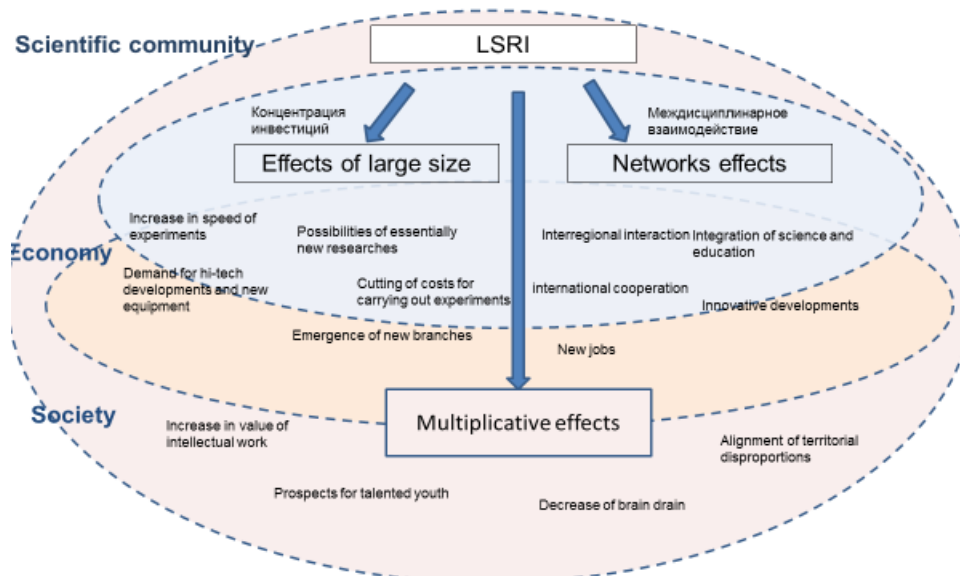 Scientific community
LSRI
Концентрация
инвестиций
Междисциплинарное
взаимодействие
Effects of large size
Networks effects
Increase in speed of
experiments
Possibilities of essentially
new researches
Interregional interaction
Integration of science and
education
Economy
Demand for hi-tech
developments and new
equipment
Cutting of costs for
carrying out experiments
international cooperation
Innovative developments
Emergence of new branches
New jobs
Society
Multiplicative effects
Increase in value of
intellectual work
Alignment of territorial
disproportions
Prospects for talented youth
Decrease of brain drain